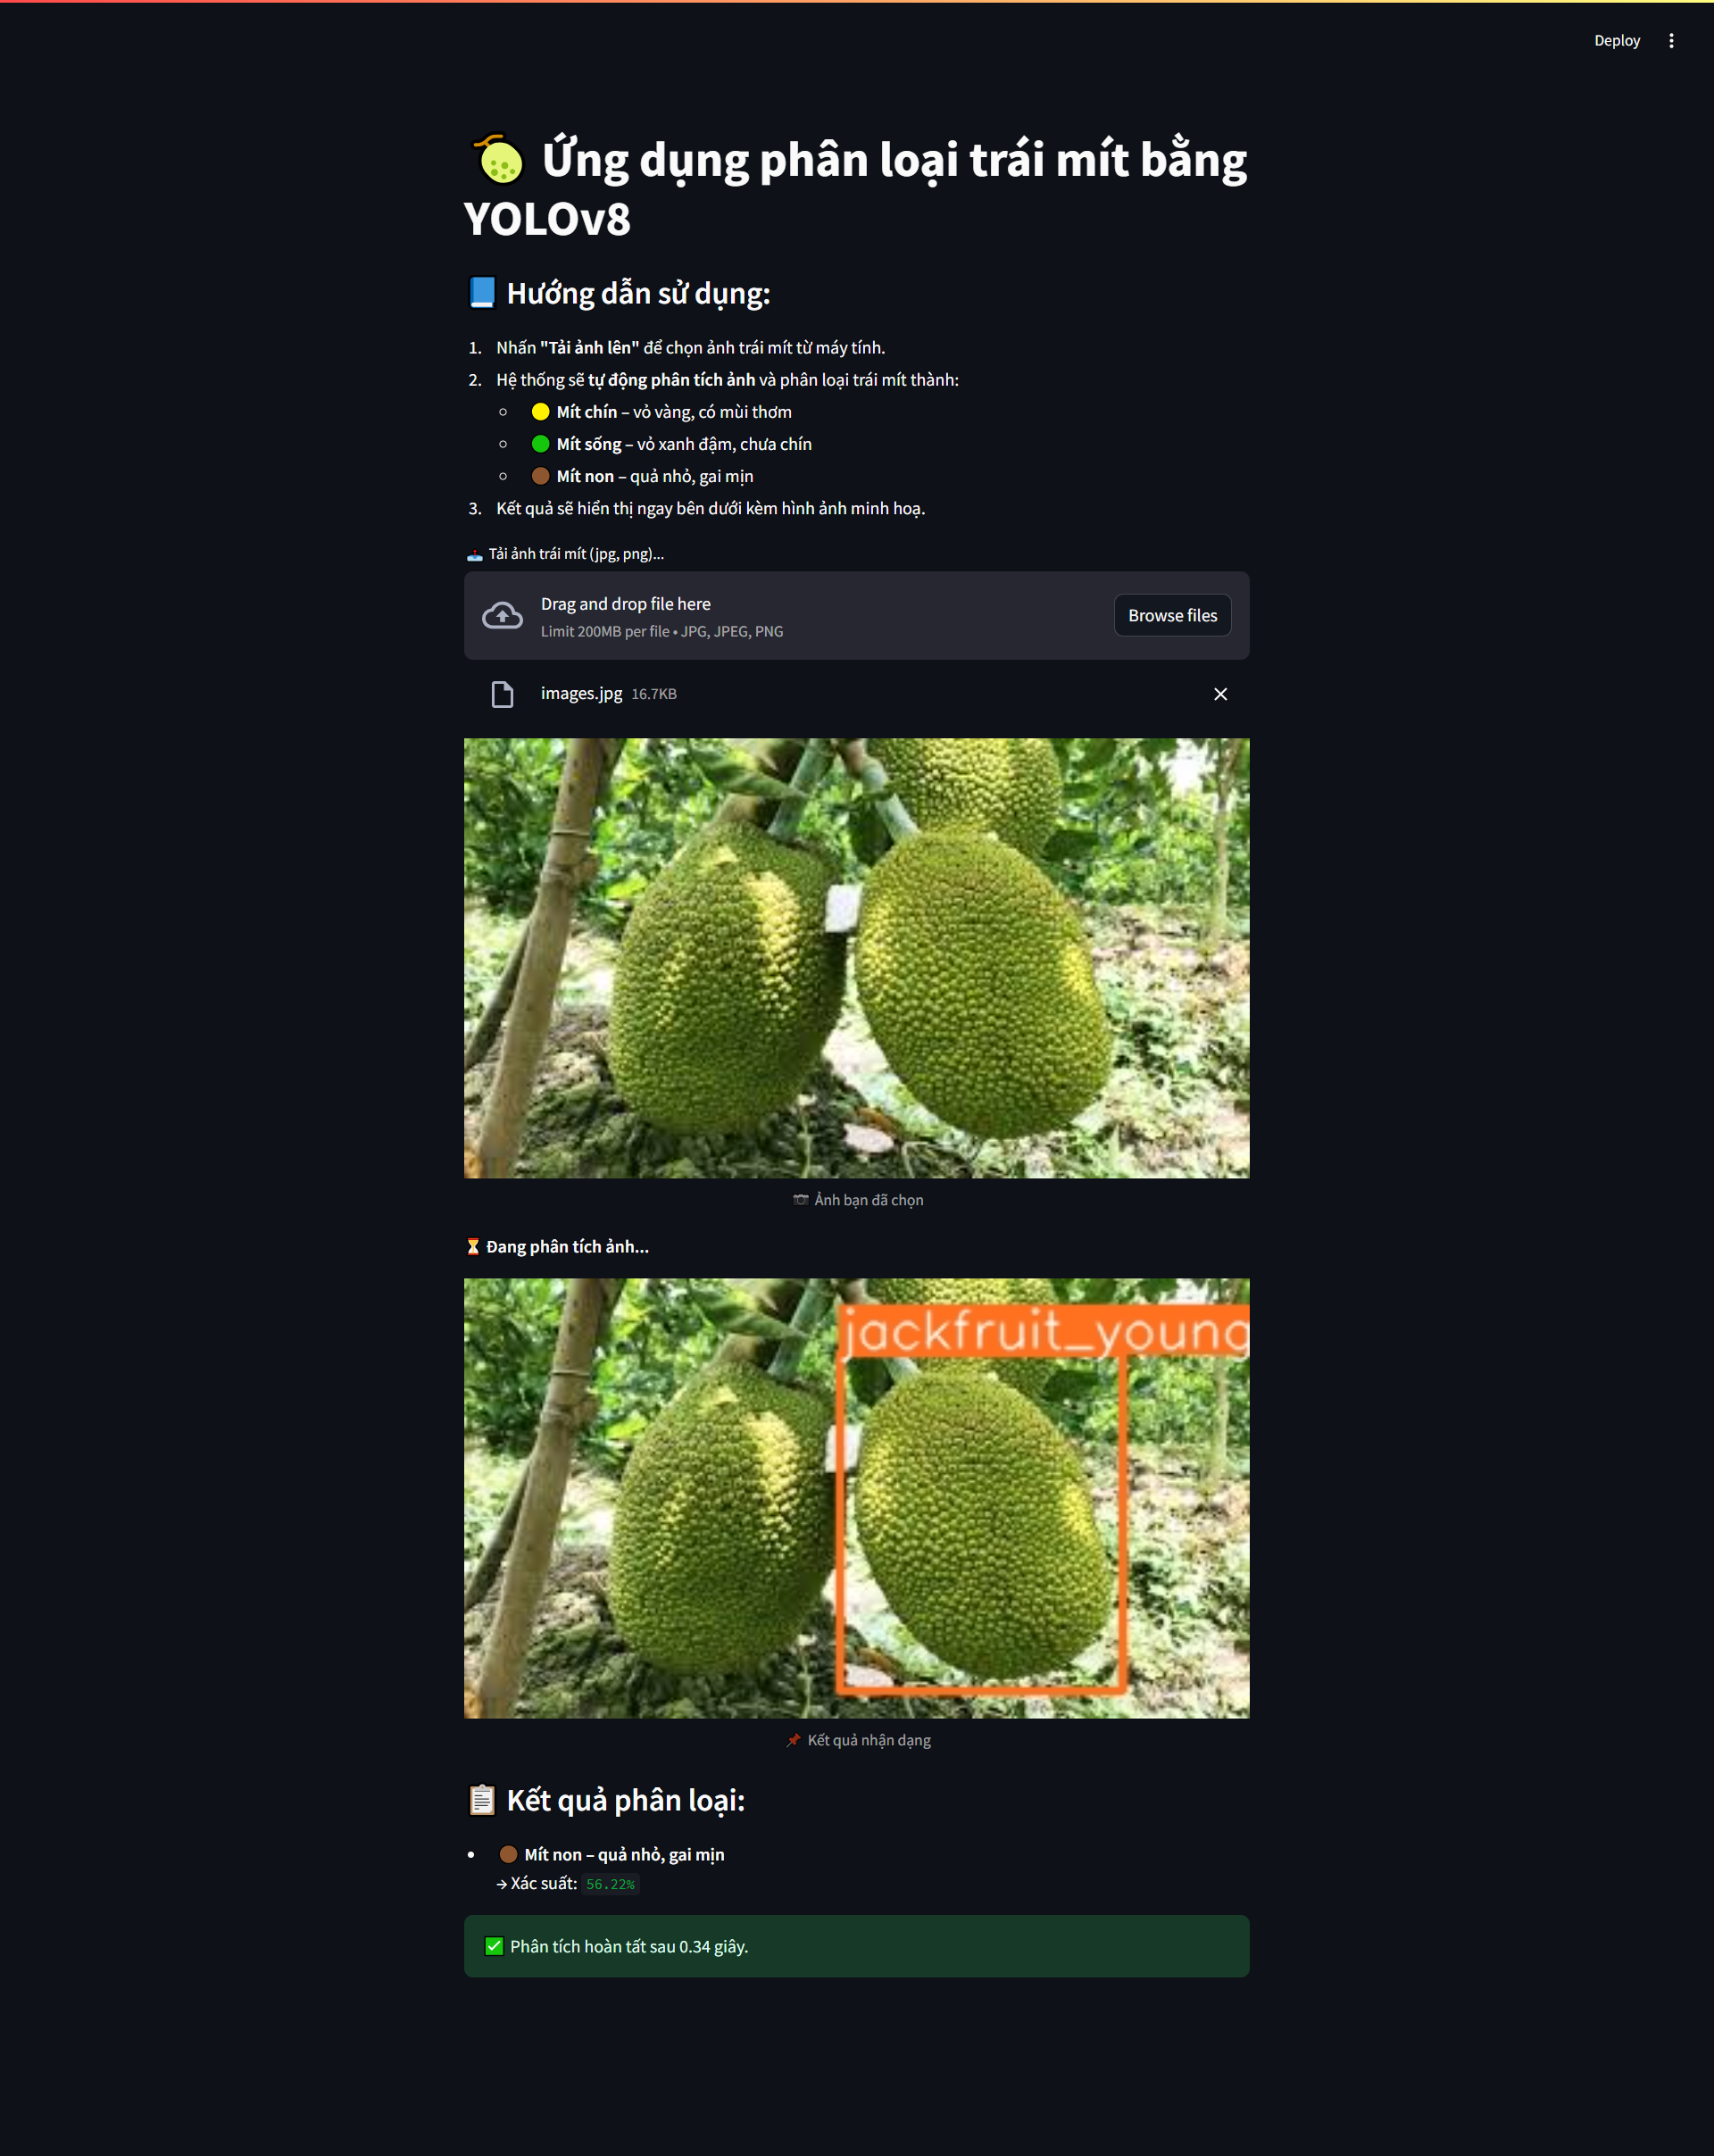 Deploy
Ứng dụng phân loại trái mít bằng
YOLOv8
Hướng dẫn sử dụng:
1. Nhấn "Tải ảnh lên" để chọn ảnh trái mít từ máy tính.
2. Hệ thống sẽ tự động phân tích ảnh và phân loại trái mít thành:
Mít chín – vỏ vàng, có mùi thơm
Mít sống – vỏ xanh đậm, chưa chín
Mít non – quả nhỏ, gai mịn
3. Kết quả sẽ hiển thị ngay bên dưới kèm hình ảnh minh hoạ.
Tải ảnh trái mít (jpg, png)...
Drag and drop file here
Limit 200MB per file • JPG, JPEG, PNG
Browse files
images.jpg 16.7KB
Ảnh bạn đã chọn
Đang phân tích ảnh...
jackfruit_young
Kết quả nhận dạng
Kết quả phân loại:
Mít non – quả nhỏ, gai mịn
→ Xác suất: 56.22%
Phân tích hoàn tất sau 0.34 giây.